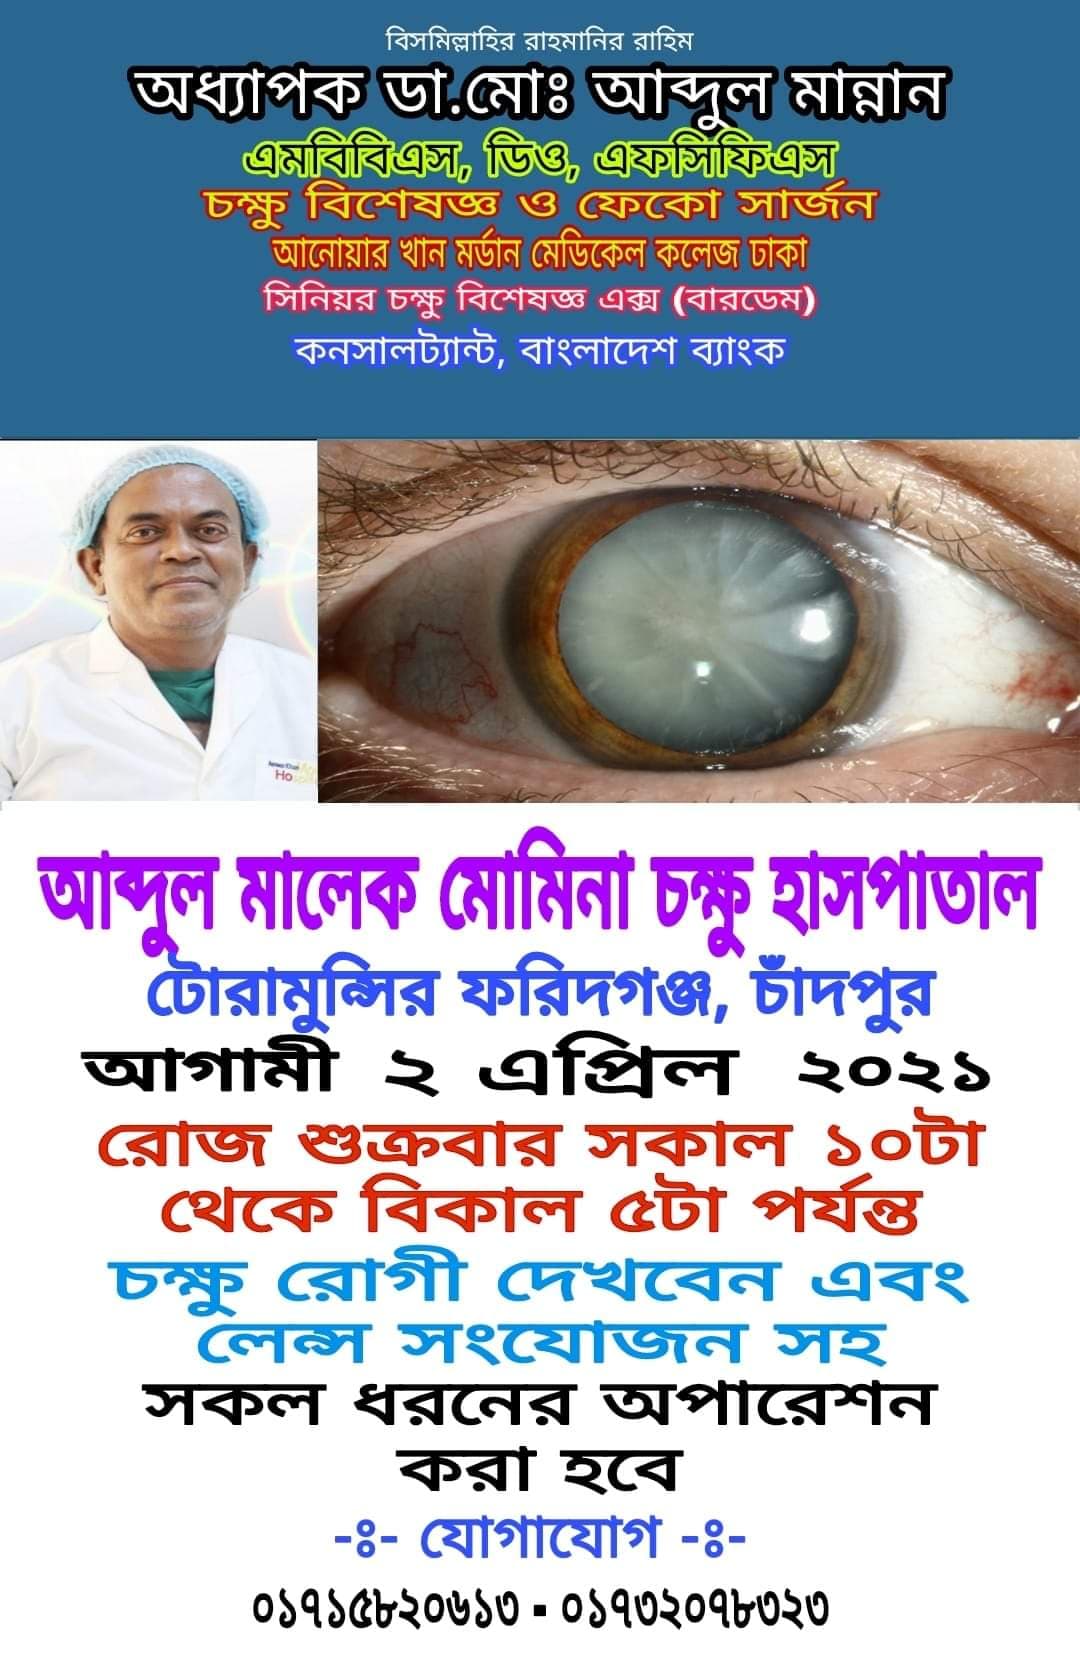 বিসমিল্লাহির রাহমানির রাহিম
অধ্যাপক ডা.মোঃ আব্দুল মান্নান
এমবিবিএস, ডিও, এফসিফিএস
চক্ষু বিশেষজ্ঞ ও ফেকো সার্জন
আনোয়ার খান মর্ডান মেডিকেল কলেজ ঢাকা
সিনিয়র চক্ষু বিশেষজ্ঞ এক্স (বারডেম)
কনসালট্যান্ট, বাংলাদেশ ব্যাংক
আব্দুল মালেক মোমিনা চক্ষু হাসপাতাল
টোরামুন্সির ফরিদগঞ্জ, চাঁদপুর
আগামী ২ এপ্রিল ২০২১
রোজ শুক্রবার সকাল ১০টা
থেকে বিকাল ৫টা পর্যন্ত
চক্ষু রোগী দেখবেন এবং
লেন্স সংযোজন সহ
সকল ধরনের অপারেশন
করা হবে
-ঃ- যোগাযোগ -ঃ-
০১৭১৫৮২০৬১৩ ▪ ০১৭৩২০৭৮৩২৩